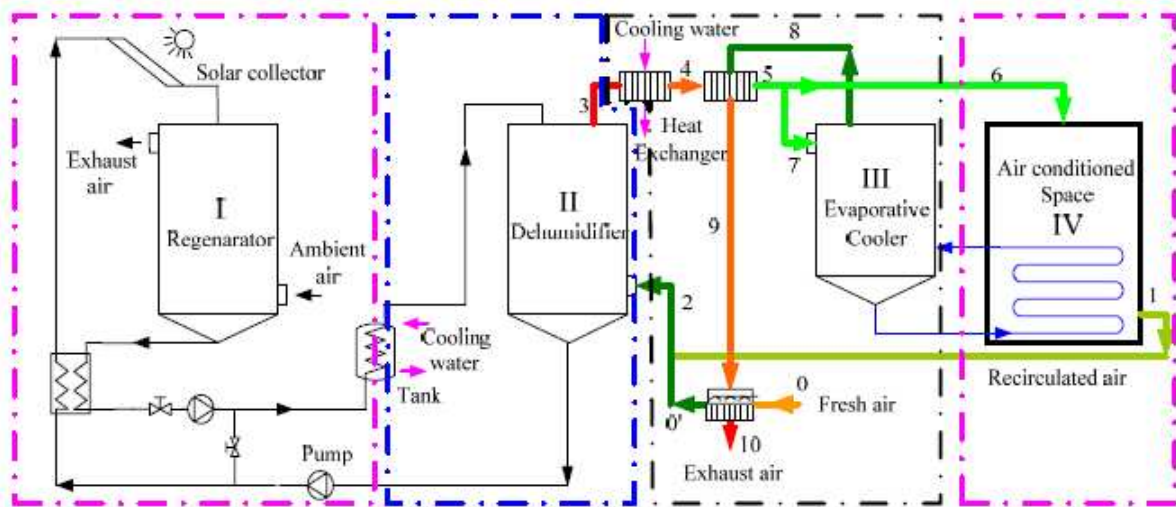 Solar collector
Exhaust
air
I
Regenarator
Ambient
air
Cooling
water
Tank
Pump
II
Dehumidifier
Cooling water
Heat
Exchanger
3
4
5
6
7
8
9
III
Evaporative
Cooler
Air conditioned
Space
IV
1
2
Recirculated air
0
Fresh air
0'
10
Exhaust air